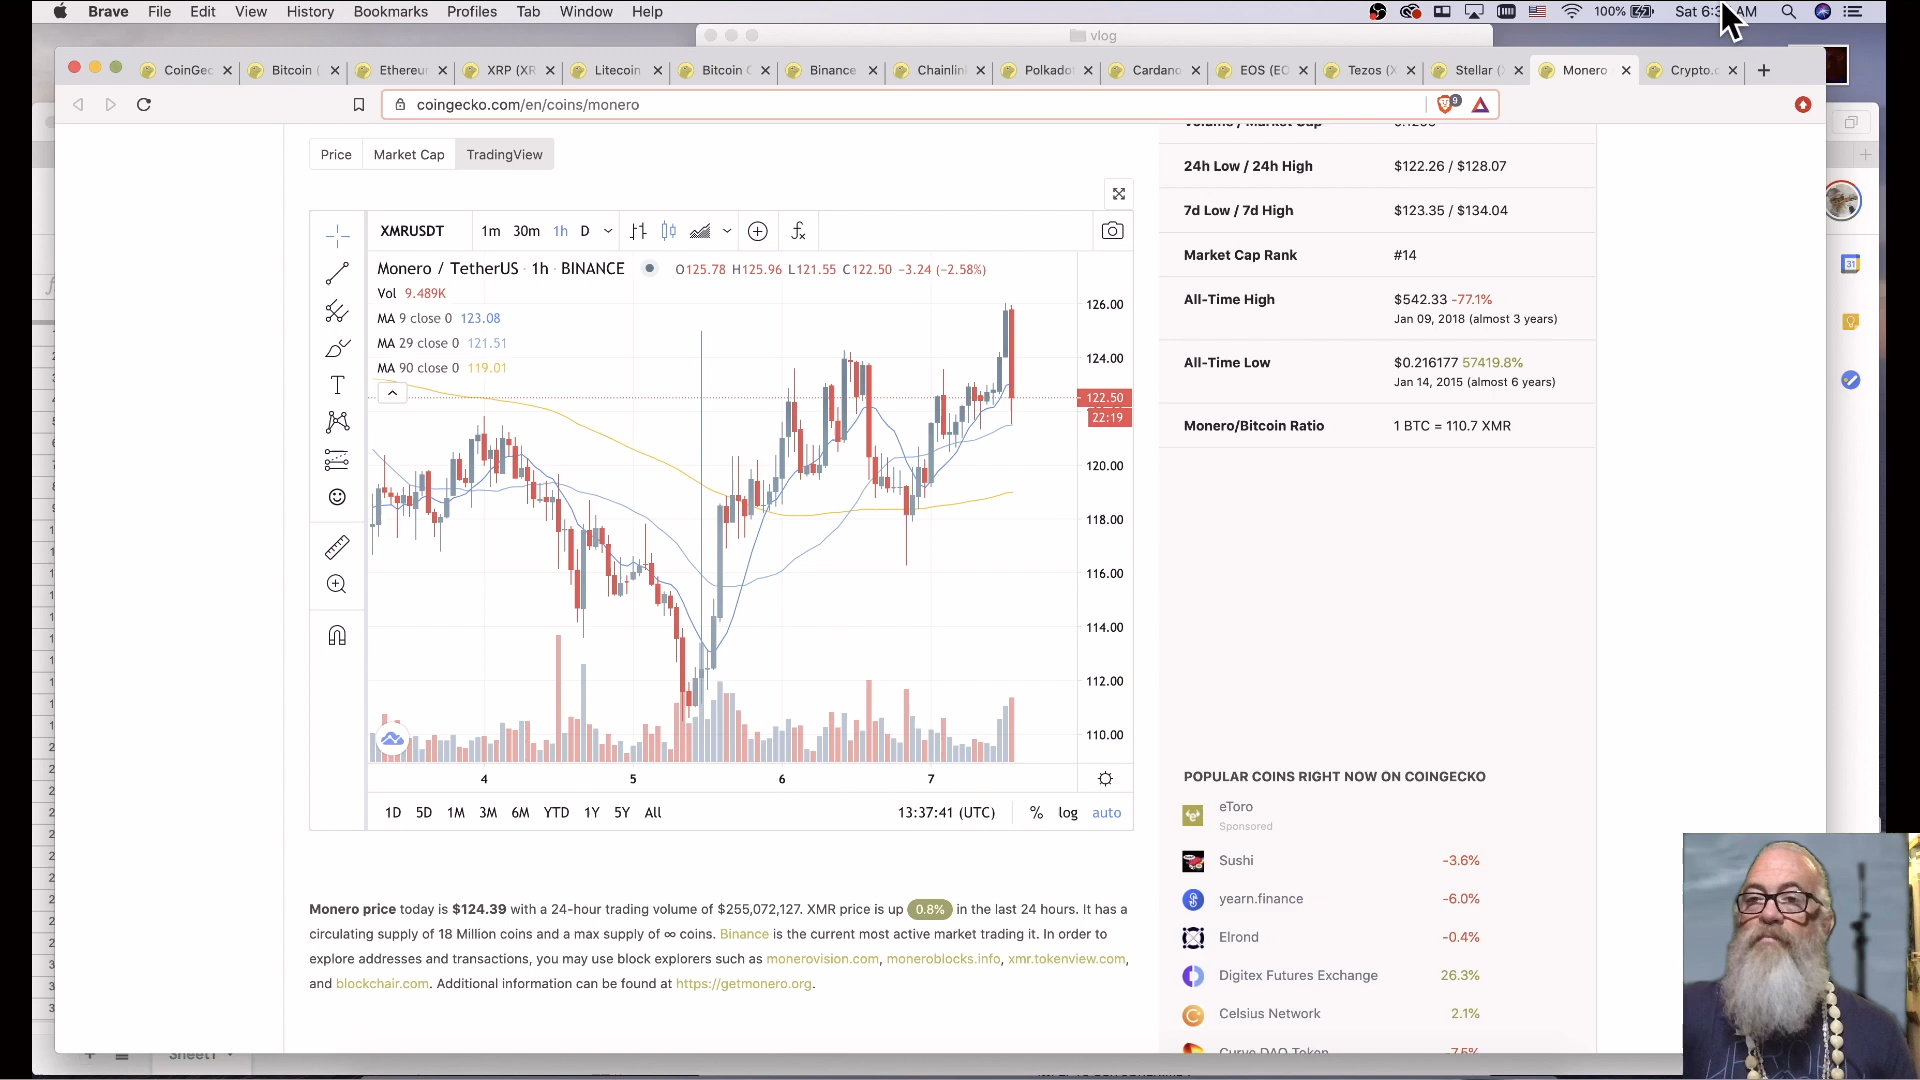 Brave File Edit View History Bookmarks Profiles Tab Window Help 100% Sat 6:3 AM
vlog
CoinGec Bitcoin ( Ethereu XRP (XR Litecoin Bitcoin C Binance Chainlin Polkado Cardano EOS (EO Tezos (X Stellar ( Monero Crypto.c
coingecko.com/en/coins/monero 9
Price Market Cap TradingView
24h Low / 24h High $122.26 / $128.07
7d Low / 7d High $123.35 / $134.04
Market Cap Rank #14
All-Time High $542.33 -77.1%
Jan 09, 2018 (almost 3 years)
All-Time Low $0.216177 57419.8%
Jan 14, 2015 (almost 6 years)
Monero/Bitcoin Ratio 1 BTC = 110.7 XMR
XMRUSDT 1m 30m 1h D
Monero / TetherUS · 1h · BINANCE O125.78 H125.96 L121.55 C122.50 −3.24 (−2.58%)
Vol 9.489K
MA 9 close 0 123.08
MA 29 close 0 121.51
MA 90 close 0 119.01
126.00
124.00
122.50
22:19
120.00
118.00
116.00
114.00
112.00
110.00
4 5 6 7
1D 5D 1M 3M 6M YTD 1Y 5Y All 13:37:41 (UTC) % log auto
Monero price today is $124.39 with a 24-hour trading volume of $255,072,127. XMR price is up 0.8% in the last 24 hours. It has a
circulating supply of 18 Million coins and a max supply of ∞ coins. Binance is the current most active market trading it. In order to
explore addresses and transactions, you may use block explorers such as monerovision.com, moneroblocks.info, xmr.tokenview.com,
and blockchair.com. Additional information can be found at https://getmonero.org.
POPULAR COINS RIGHT NOW ON COINGECKO
eToro
Sponsored
Sushi -3.6%
yearn.finance -6.0%
Elrond -0.4%
Digitex Futures Exchange 26.3%
Celsius Network 2.1%
Curve DAO Token -7.5%
31
Sheet1